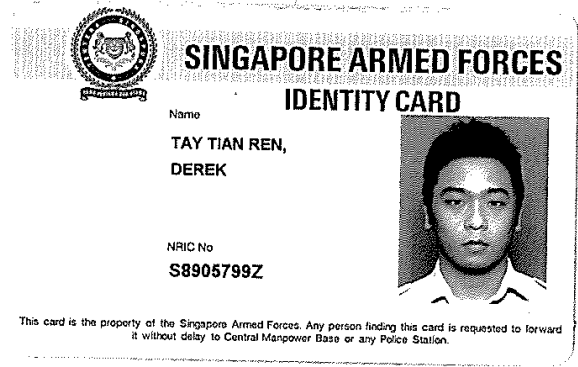 SINGAPORE ARMED FORCES
IDENTITY CARD
Name
TAY TIAN REN,
DEREK
NRIC No
S8905799Z
This card is the property of the Singapore Armed Forces. Any person finding this card is requested to forward
it without delay to Central Manpower Base or any Police Station.